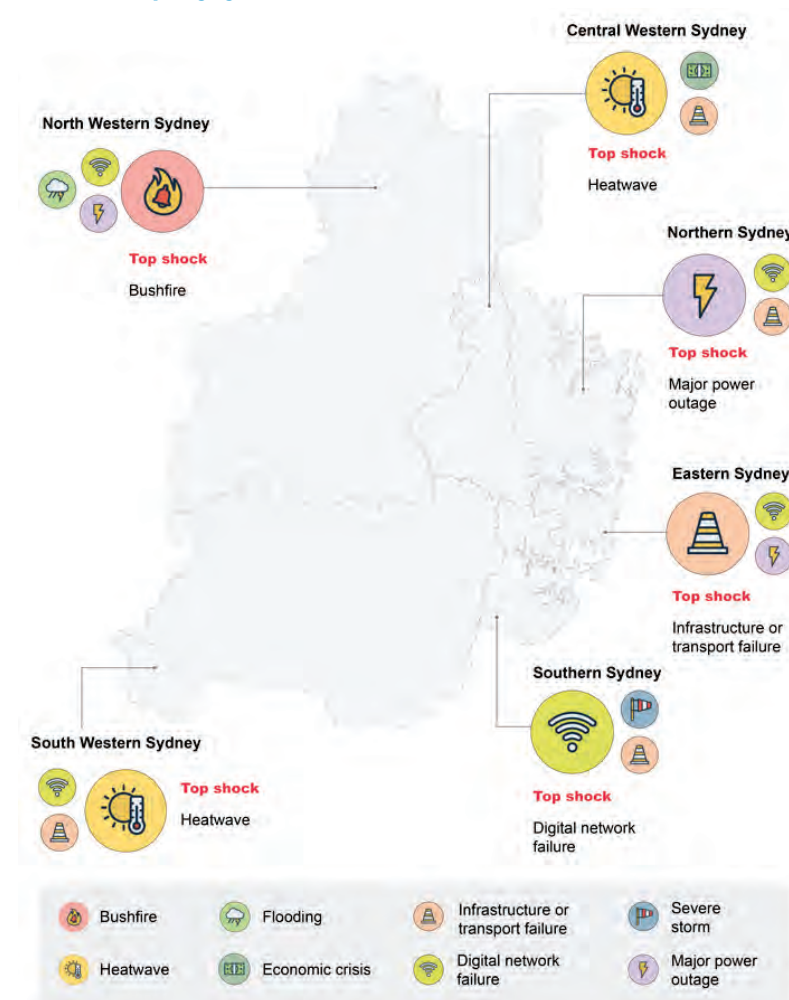 Central Western Sydney
Top shock
Heatwave
North Western Sydney
Top shock
Bushfire
Northern Sydney
Top shock
Major power
outage
Eastern Sydney
Top shock
Infrastructure or
transport failure
Southern Sydney
Top shock
Digital network
failure
South Western Sydney
Top shock
Heatwave
Bushfire
Flooding
Infrastructure or
transport failure
Severe
storm
Heatwave
Economic crisis
Digital network
failure
Major power
outage